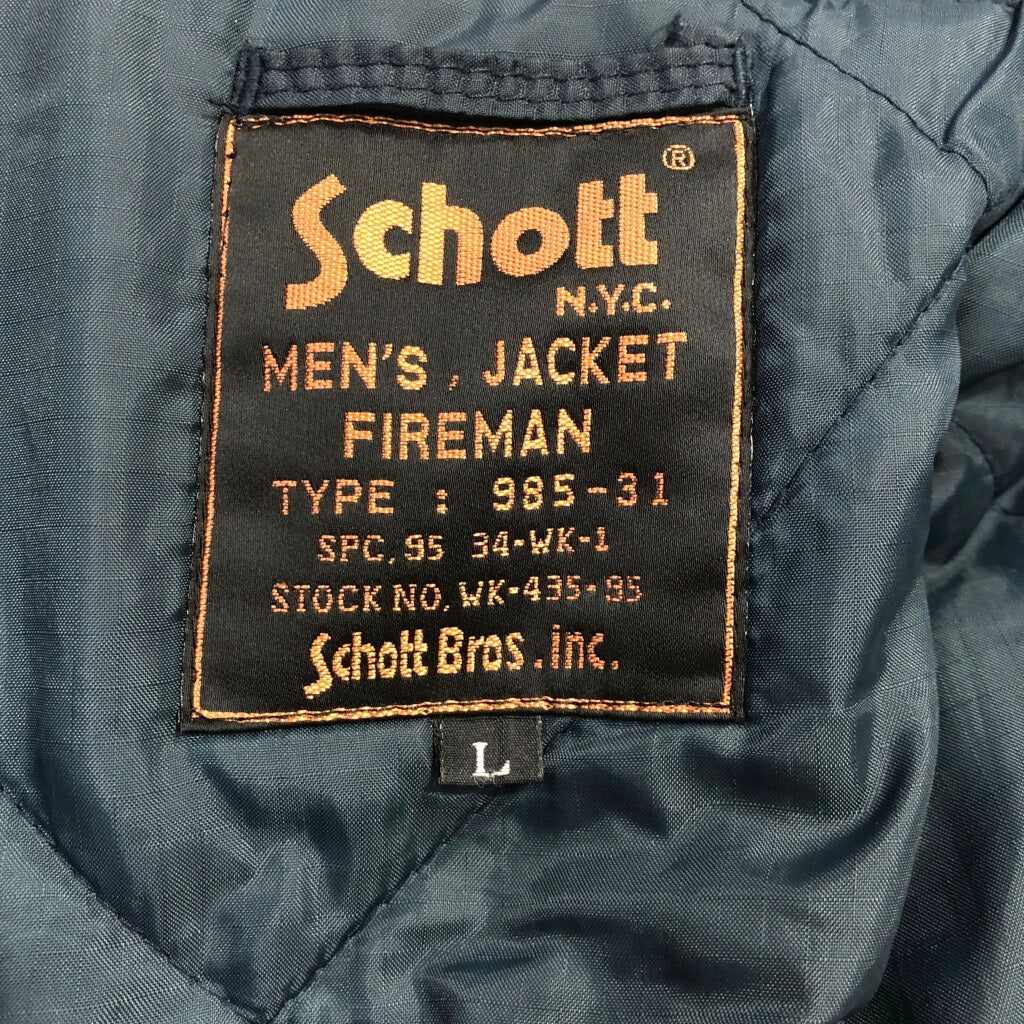 Schott®
N.Y.C.
MEN'S, JACKET
FIREMAN
TYPE : 985-31
SPC, 95 34-WK-1
STOCK NO. WK-435-95
Schott Bros. inc.
L